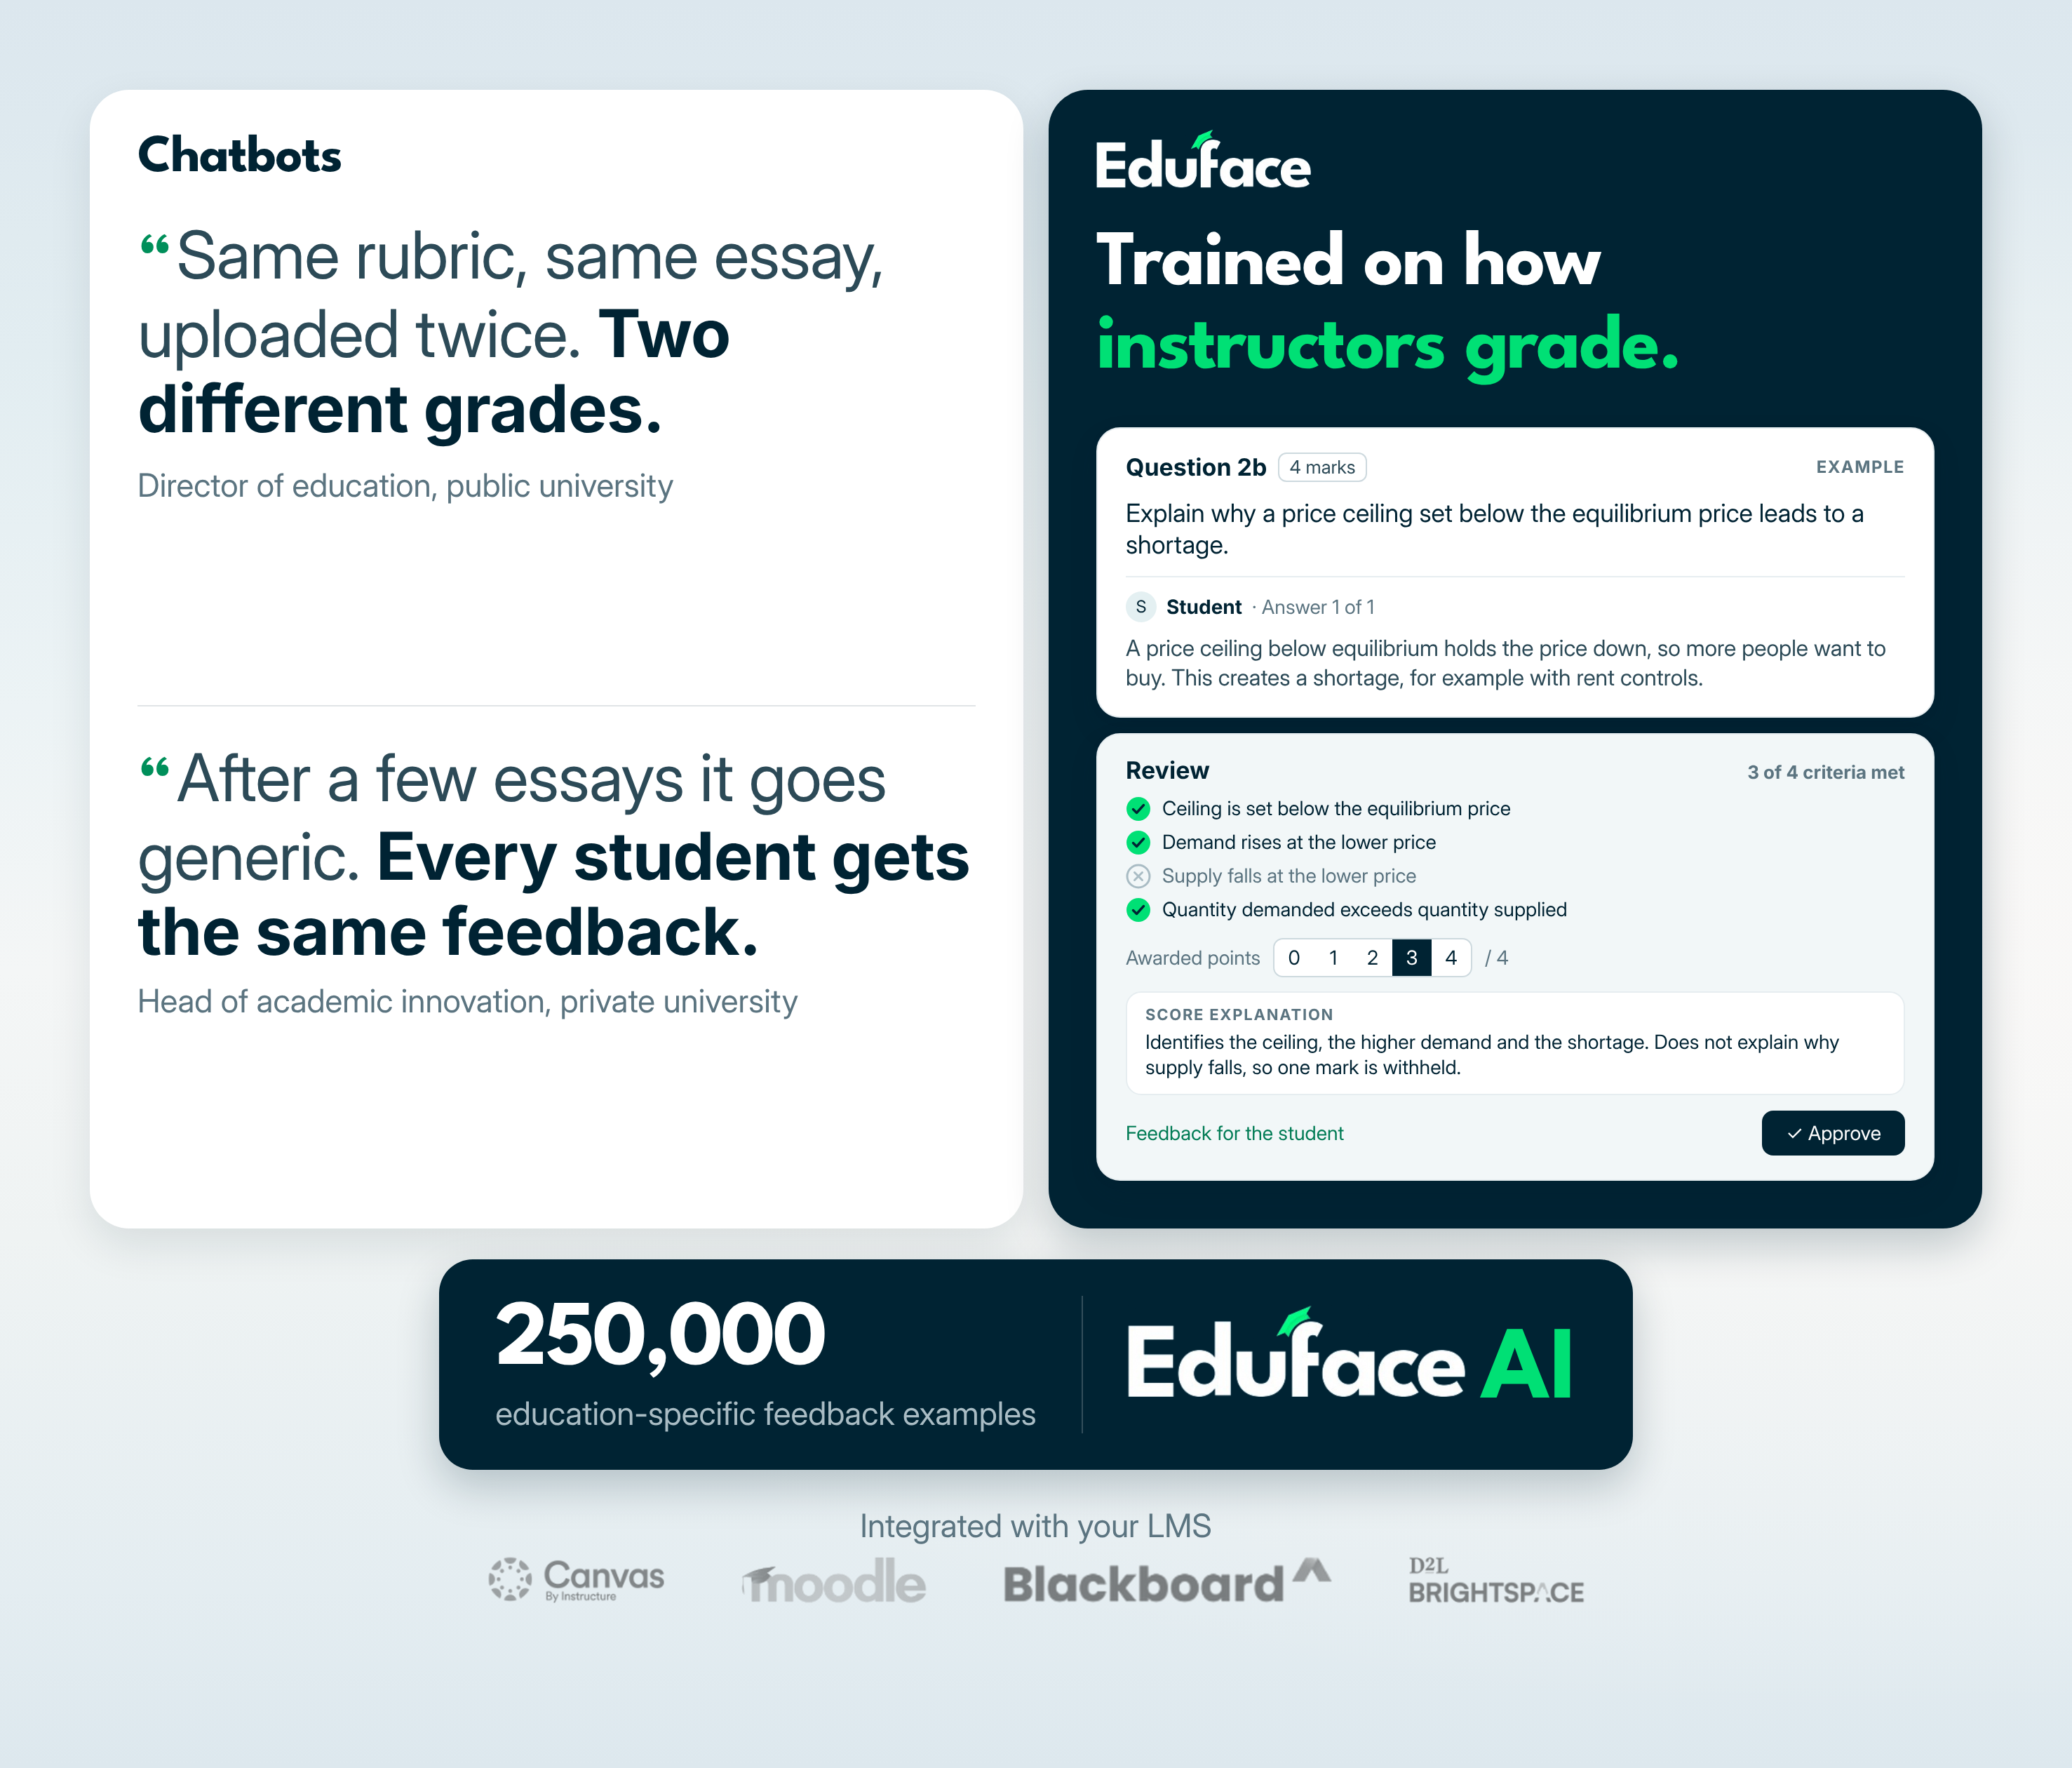 Chatbots
“Same rubric, same essay,
uploaded twice. Two
different grades.
Director of education, public university
“After a few essays it goes
generic. Every student gets
the same feedback.
Head of academic innovation, private university
Eduface
Trained on how
instructors grade.
Question 2b 4 marks EXAMPLE
Explain why a price ceiling set below the equilibrium price leads to a
shortage.
S Student · Answer 1 of 1
A price ceiling below equilibrium holds the price down, so more people want to
buy. This creates a shortage, for example with rent controls.
Review 3 of 4 criteria met
Ceiling is set below the equilibrium price
Demand rises at the lower price
Supply falls at the lower price
Quantity demanded exceeds quantity supplied
Awarded points 0 1 2 3 4 / 4
SCORE EXPLANATION
Identifies the ceiling, the higher demand and the shortage. Does not explain why
supply falls, so one mark is withheld.
Feedback for the student ✓ Approve
250,000
education-specific feedback examples
Eduface AI
Integrated with your LMS
Canvas
By Instructure
moodle
Blackboard
D2L
BRIGHTSPACE